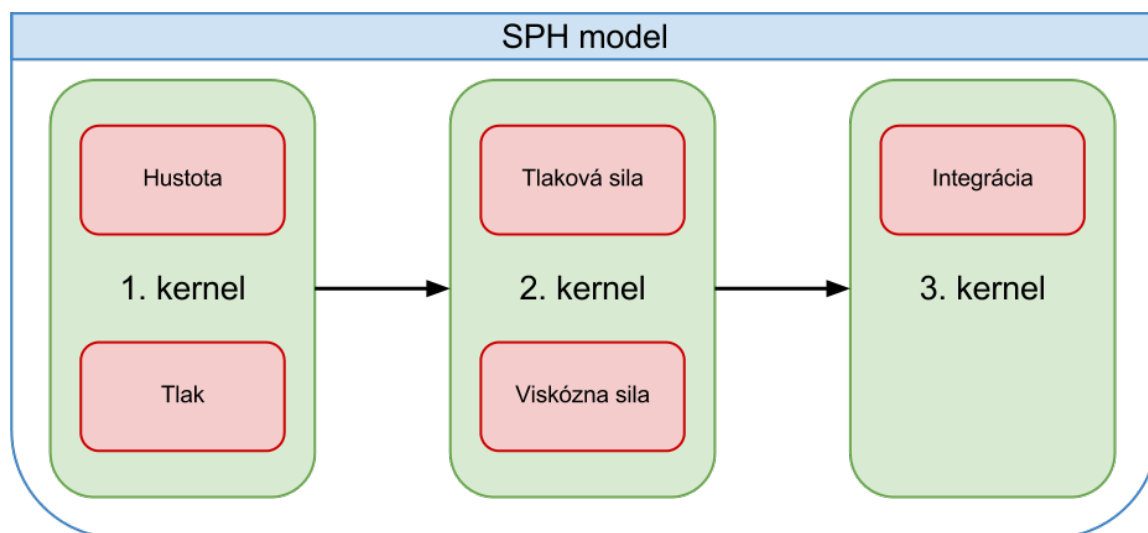 SPH model
Hustota
1. kernel
Tlak
Tlaková sila
2. kernel
Viskózna sila
Integrácia
3. kernel